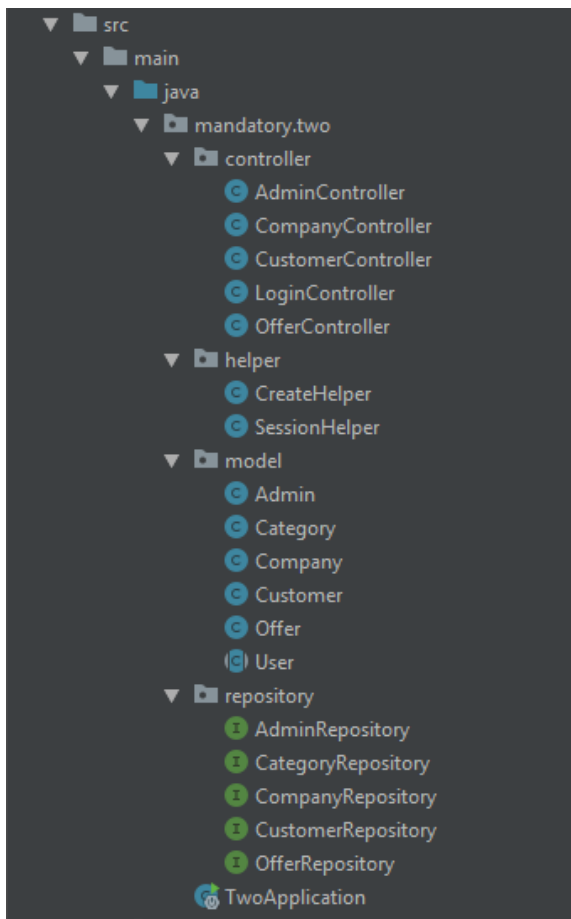 src
main
java
mandatory.two
controller
AdminController
CompanyController
CustomerController
LoginController
OfferController
helper
CreateHelper
SessionHelper
model
Admin
Category
Company
Customer
Offer
User
repository
AdminRepository
CategoryRepository
CompanyRepository
CustomerRepository
OfferRepository
TwoApplication